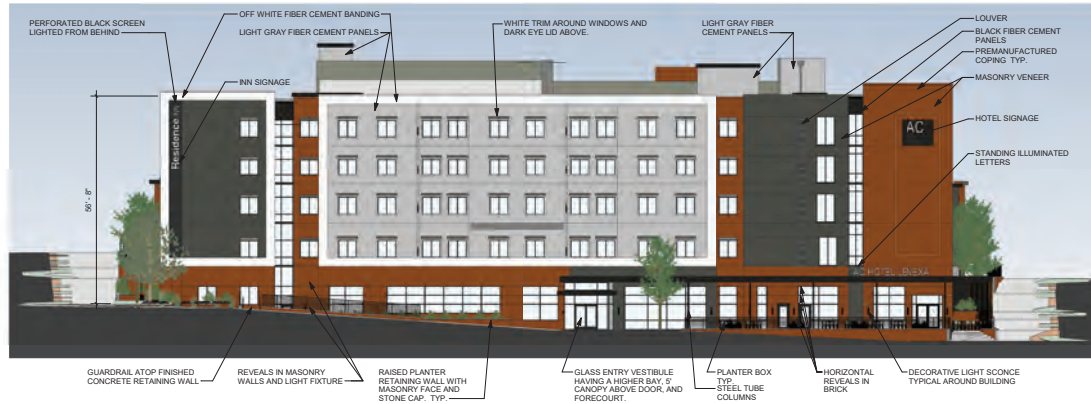 PERFORATED BLACK SCREEN
LIGHTED FROM BEHIND
OFF WHITE FIBER CEMENT BANDING
LIGHT GRAY FIBER CEMENT PANELS
INN SIGNAGE
WHITE TRIM AROUND WINDOWS AND
DARK EYE LID ABOVE.
LIGHT GRAY FIBER
CEMENT PANELS
LOUVER
BLACK FIBER CEMENT
PANELS
PREMANUFACTURED
COPING TYP.
MASONRY VENEER
HOTEL SIGNAGE
STANDING ILLUMINATED
LETTERS
56' - 8"
Residence
AC
AC HOTEL LENEXA
GUARDRAIL ATOP FINISHED
CONCRETE RETAINING WALL
REVEALS IN MASONRY
WALLS AND LIGHT FIXTURE
RAISED PLANTER
RETAINING WALL WITH
MASONRY FACE AND
STONE CAP. TYP.
GLASS ENTRY VESTIBULE
HAVING A HIGHER BAY, 5'
CANOPY ABOVE DOOR, AND
FORECOURT.
PLANTER BOX
TYP.
STEEL TUBE
COLUMNS
HORIZONTAL
REVEALS IN
BRICK
DECORATIVE LIGHT SCONCE
TYPICAL AROUND BUILDING